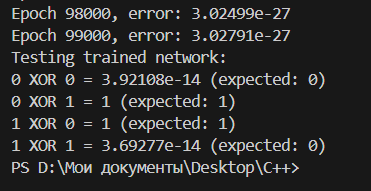 Epoch 98000, error: 3.02499e-27
Epoch 99000, error: 3.02791e-27
Testing trained network:
0 XOR 0 = 3.92108e-14 (expected: 0)
0 XOR 1 = 1 (expected: 1)
1 XOR 0 = 1 (expected: 1)
1 XOR 1 = 3.69277e-14 (expected: 0)
PS D:\Мои документы\Desktop\C++>